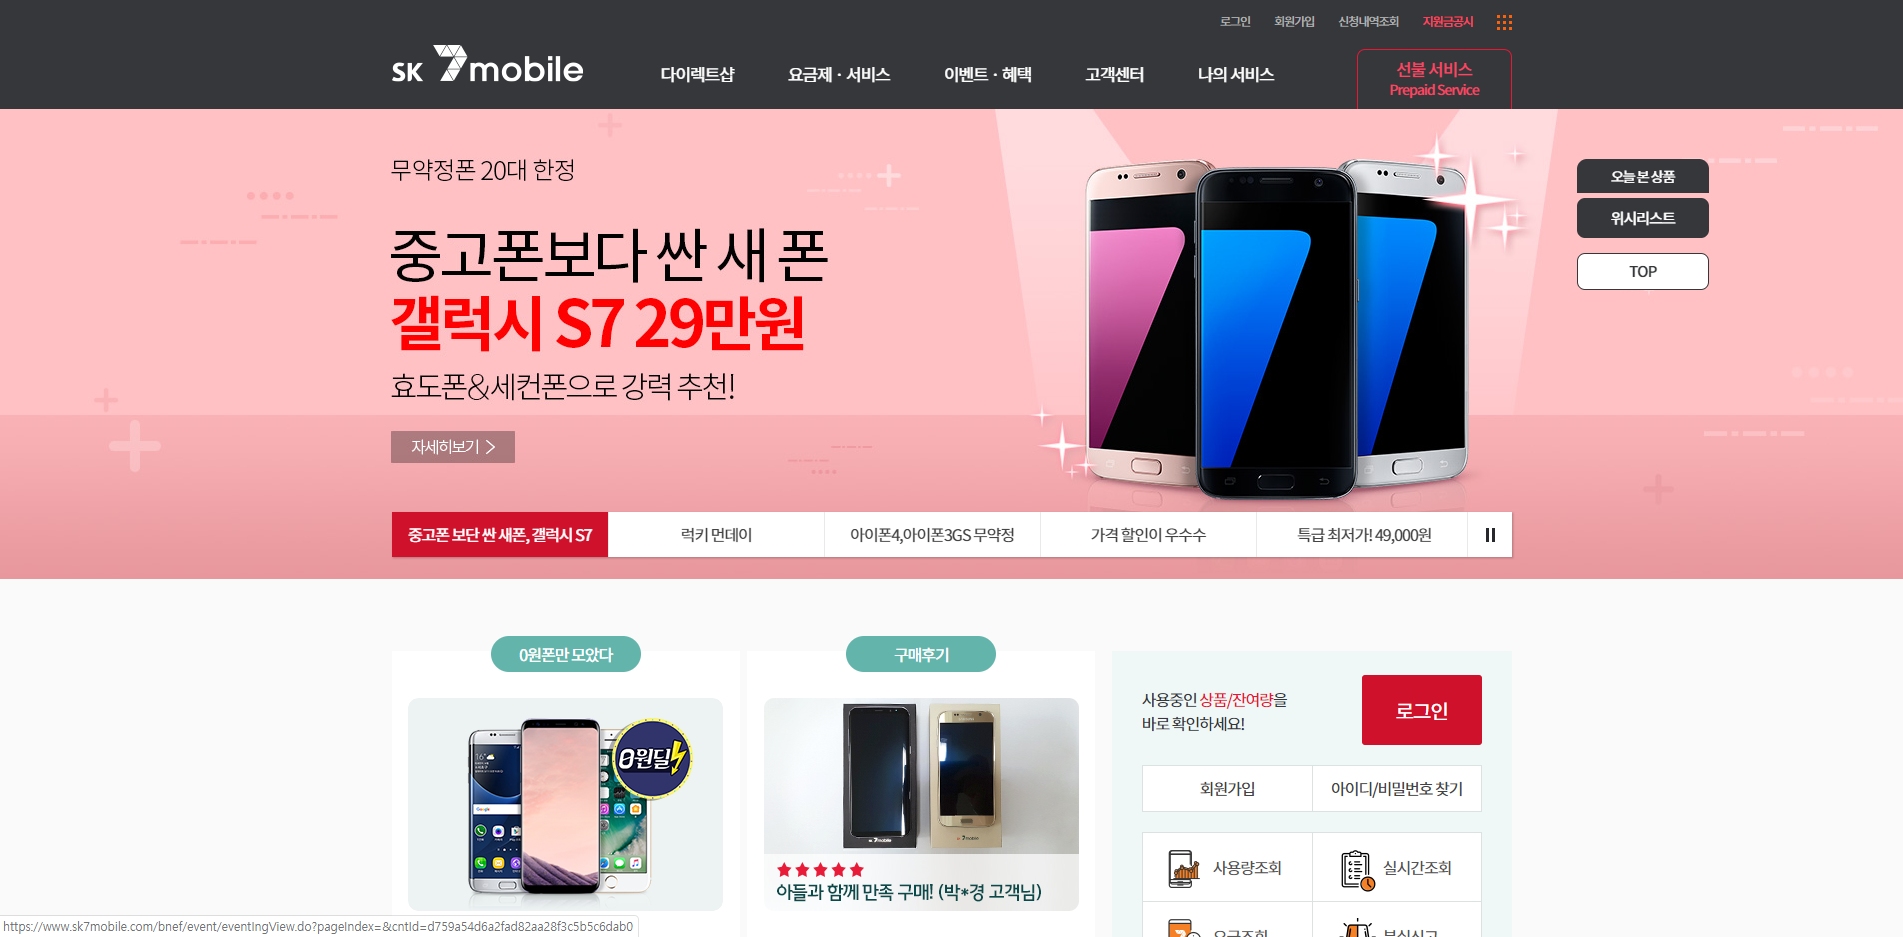 로그인 회원가입 신청내역조회 지원금공시
SK 7mobile
다이렉트샵 요금제 · 서비스 이벤트 · 혜택 고객센터 나의 서비스
선불 서비스
Prepaid Service
무약정폰 20대 한정
중고폰보다 싼 새 폰
갤럭시 S7 29만원
효도폰&세컨폰으로 강력 추천!
자세히보기 >
오늘 본 상품
위시리스트
TOP
중고폰 보단 싼 새폰, 갤럭시 S7 럭키 먼데이 아이폰4,아이폰3GS 무약정 가격 할인이 우수수 특급 최저가! 49,000원
0원폰만 모았다
0원딜
Google
구매후기
SK 7mobile
SK 7mobile
아들과 함께 만족 구매! (박*경 고객님)
사용중인 상품/잔여량을
바로 확인하세요!
로그인
회원가입 아이디/비밀번호 찾기
사용량조회 실시간조회
https://www.sk7mobile.com/bnef/event/eventIngView.do?pageIndex=&cntId=d759a54d6a2fad82aa28f3c5b5c6dab0